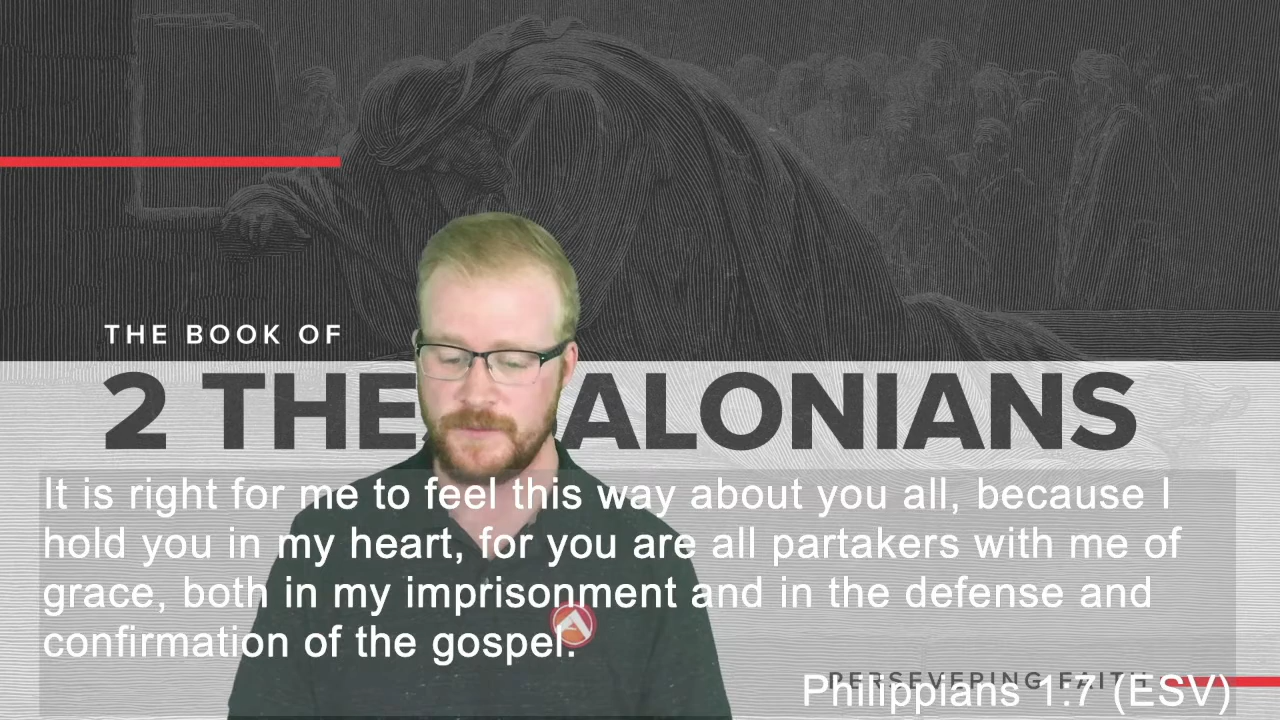 THE BOOK OF
2 THE ALONIANS
It is right for me to feel this way about you all, because I
hold you in my heart, for you are all partakers with me of
grace, both in my imprisonment and in the defense and
confirmation of the gospel.
PERSEVERING FAITH
Philippians 1:7 (ESV)